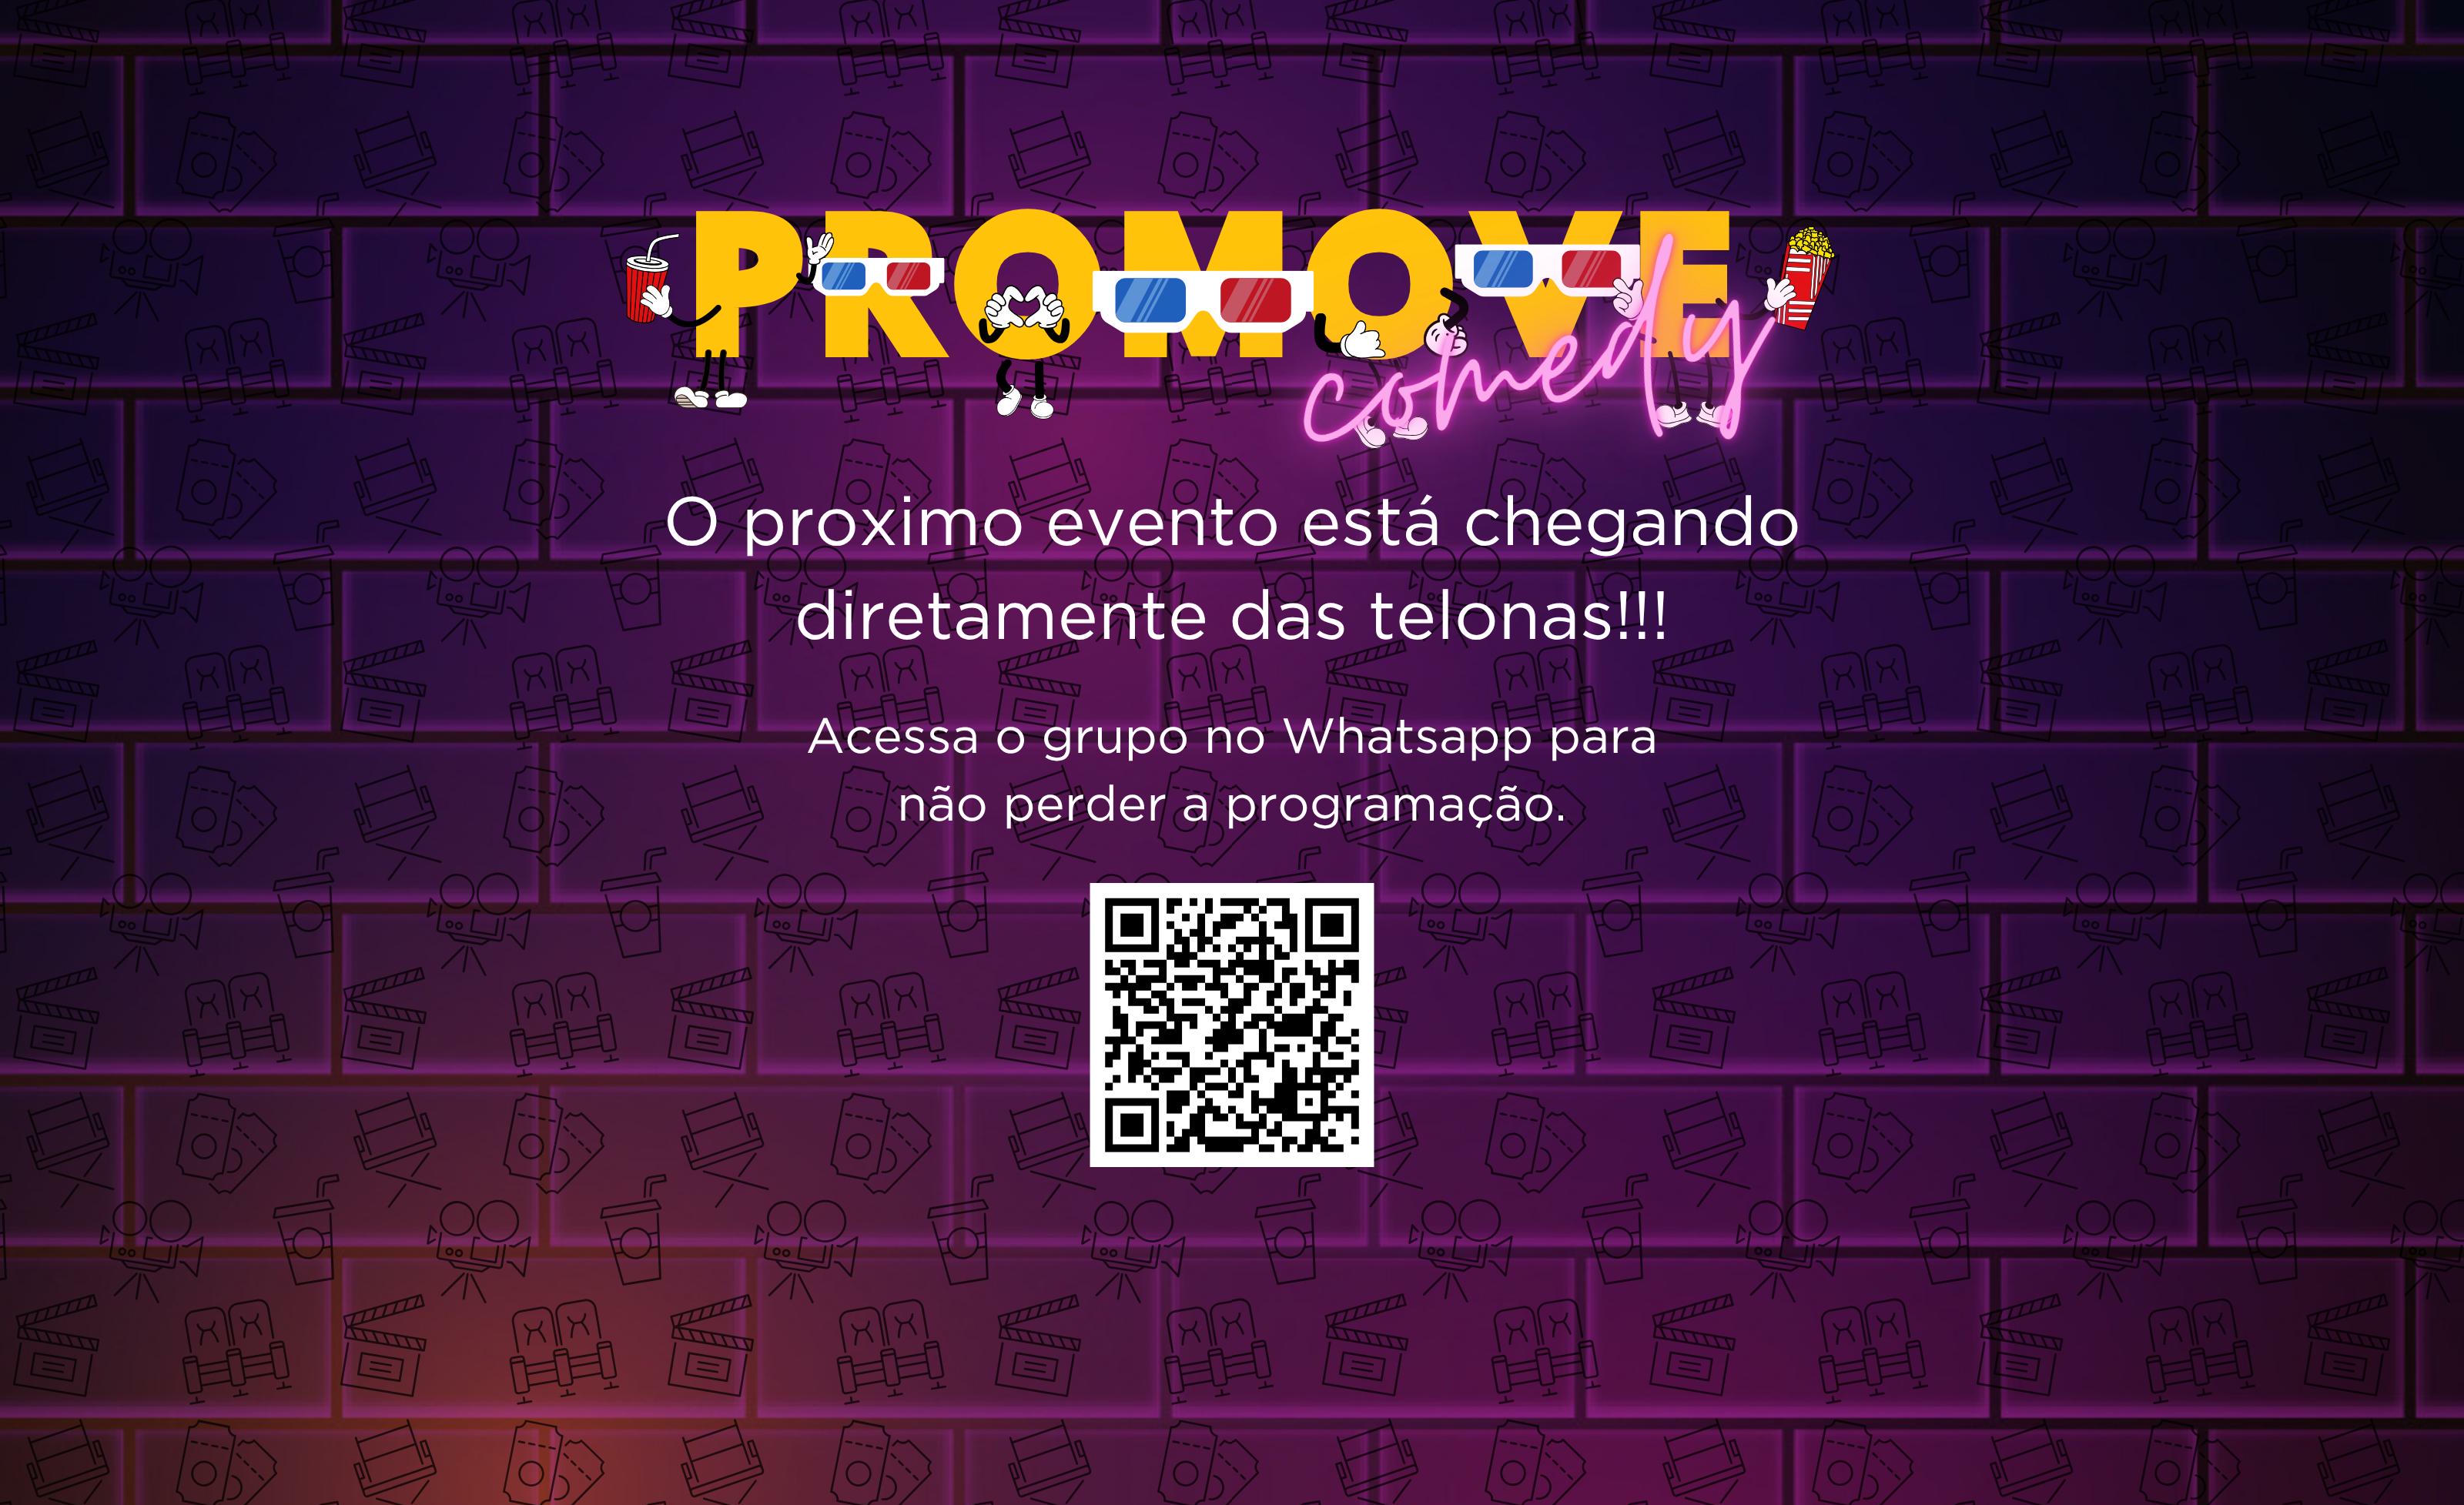 PROMOVE
comedy
O proximo evento está chegando
diretamente das telonas!!!
Acessa o grupo no Whatsapp para
não perder a programação.